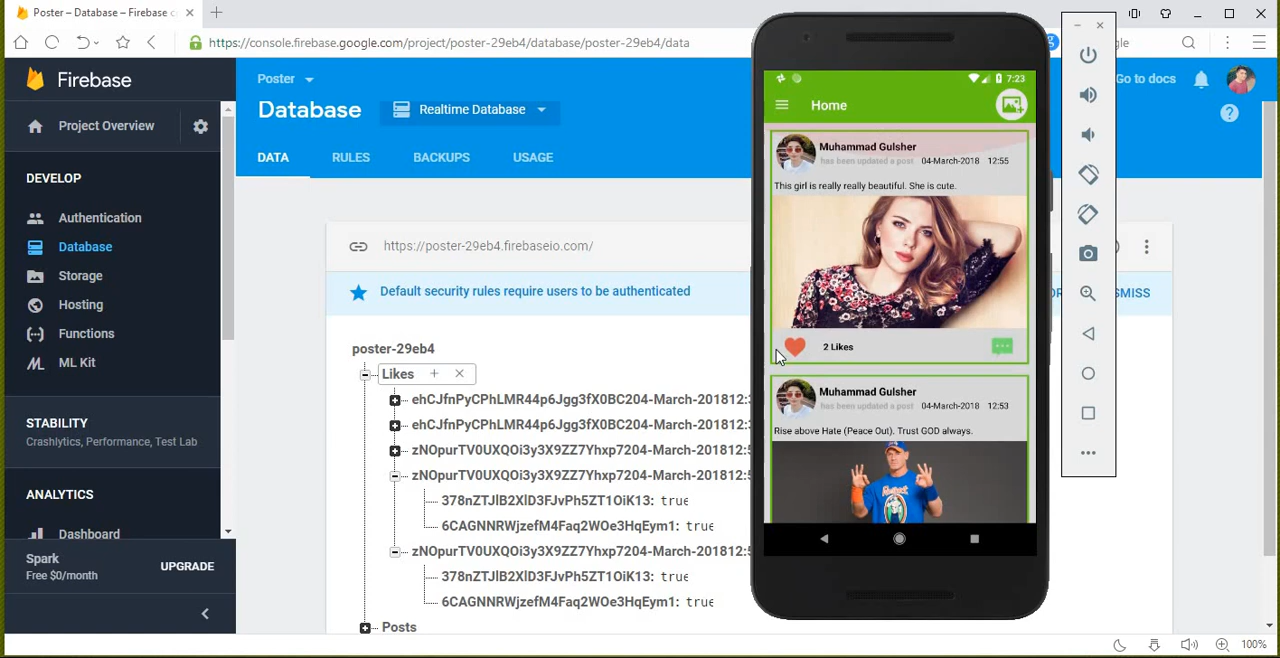 Poster – Database – Firebase c
https://console.firebase.google.com/project/poster-29eb4/database/poster-29eb4/data
gle
Firebase
Project Overview
DEVELOP
Authentication
Database
Storage
Hosting
Functions
ML Kit
STABILITY
Crashlytics, Performance, Test Lab
ANALYTICS
Dashboard
Spark
Free $0/month
UPGRADE
Poster
Go to docs
Database
Realtime Database
DATA
RULES
BACKUPS
USAGE
https://poster-29eb4.firebaseio.com/
Default security rules require users to be authenticated
SMISS
poster-29eb4
Likes
ehCJfnPyCPhLMR44p6Jgg3fX0BC204-March-201812:
ehCJfnPyCPhLMR44p6Jgg3fX0BC204-March-201812:
zNOpurTV0UXQOi3y3X9ZZ7Yhxp7204-March-201812:
zNOpurTV0UXQOi3y3X9ZZ7Yhxp7204-March-201812:5
378nZTJlB2XlD3FJvPh5ZT1OiK13: true
6CAGNNRWjzefM4Faq2WOe3HqEym1: true
zNOpurTV0UXQOi3y3X9ZZ7Yhxp7204-March-201812:5
378nZTJlB2XlD3FJvPh5ZT1OiK13: true
6CAGNNRWjzefM4Faq2WOe3HqEym1: true
Posts
7:23
Home
Muhammad Gulsher
has been updated a post 04-March-2018 12:55
This girl is really really beautiful. She is cute.
2 Likes
Muhammad Gulsher
has been updated a post 04-March-2018 12:53
Rise above Hate (Peace Out). Trust GOD always.
100%